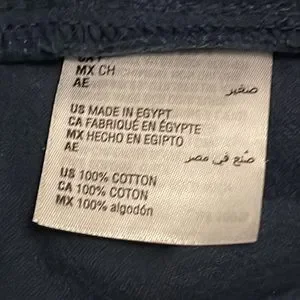 MX CH
AE صغير
US MADE IN EGYPT
CA FABRIQUÉ EN ÉGYPTE
MX HECHO EN EGIPTO
AE صنع في مصر
US 100% COTTON
CA 100% COTON
MX 100% algodón